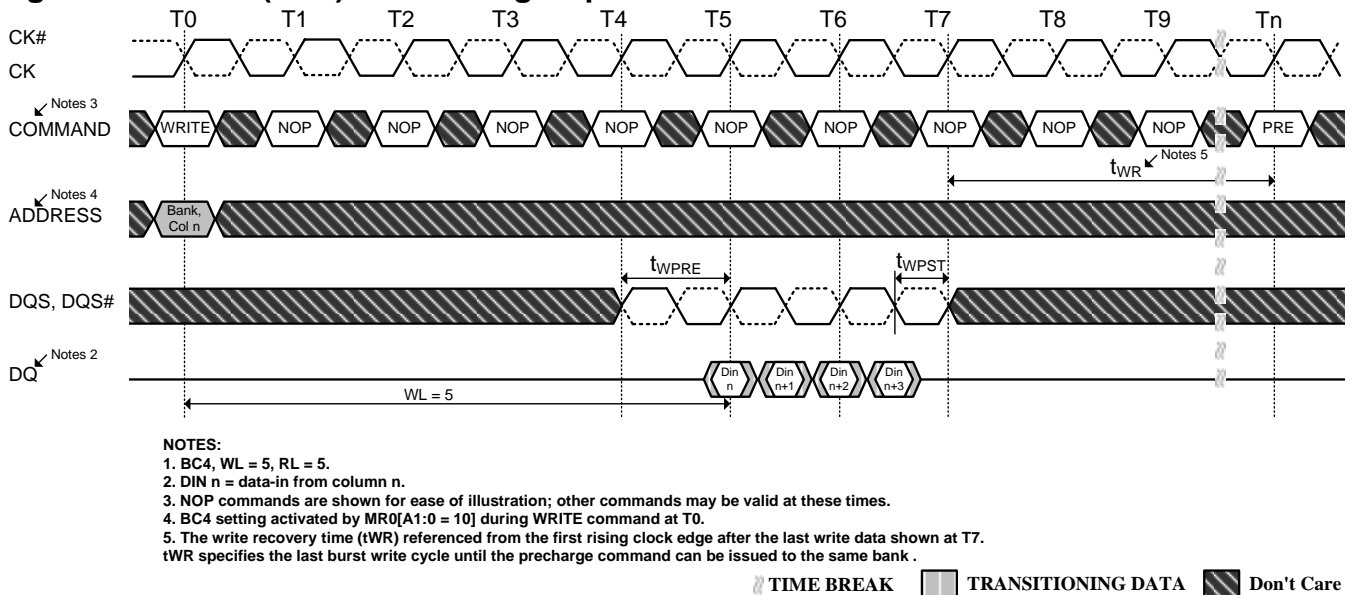 T0 T1 T2 T3 T4 T5 T6 T7 T8 T9 Tn
CK#
CK
Notes 3
COMMAND WRITE NOP NOP NOP NOP NOP NOP NOP NOP NOP PRE
tWR Notes 5
Notes 4
ADDRESS Bank, Col n
tWPRE tWPST
DQS, DQS#
Notes 2
DQ Din n Din n+1 Din n+2 Din n+3
WL = 5
NOTES:
1. BC4, WL = 5, RL = 5.
2. DIN n = data-in from column n.
3. NOP commands are shown for ease of illustration; other commands may be valid at these times.
4. BC4 setting activated by MR0[A1:0 = 10] during WRITE command at T0.
5. The write recovery time (tWR) referenced from the first rising clock edge after the last write data shown at T7.
tWR specifies the last burst write cycle until the precharge command can be issued to the same bank .
TIME BREAK TRANSITIONING DATA Don't Care